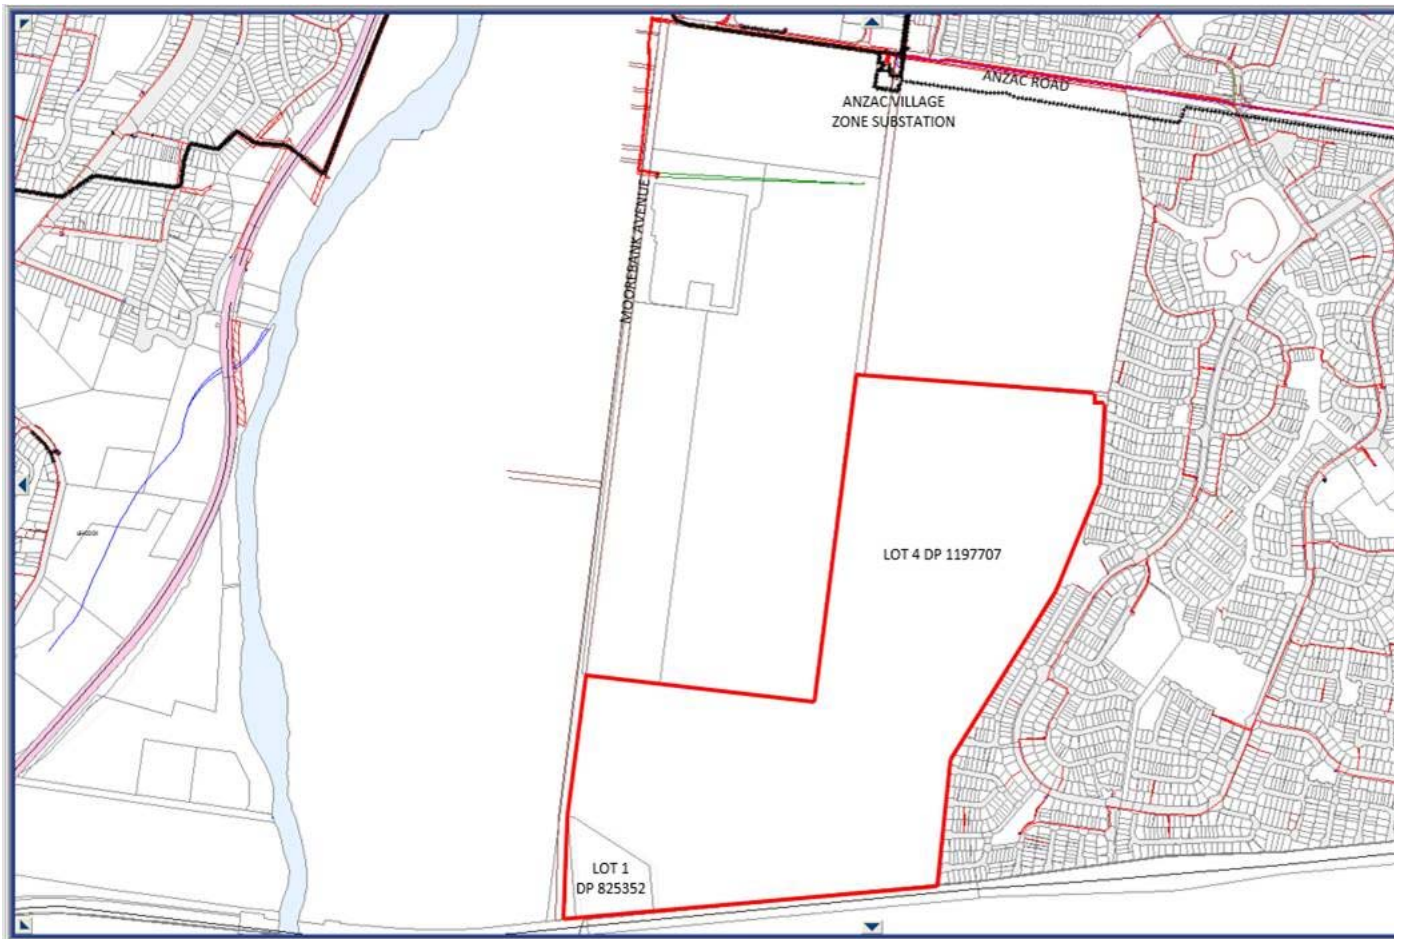 ANZAC ROAD
ANZAC VILLAGE
ZONE SUBSTATION
MOOREBANK AVENUE
LOT 4 DP 1197707
LOT 1
DP 825352